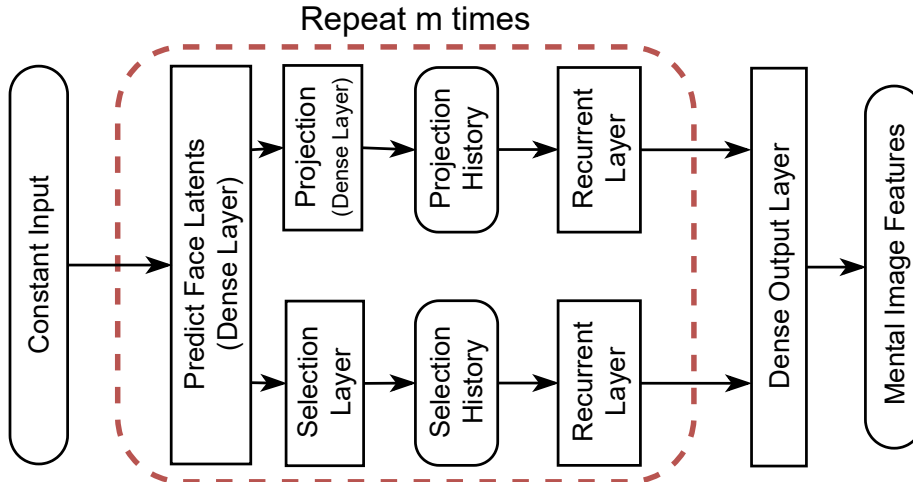 Repeat m times
Constant Input
Predict Face Latents
(Dense Layer)
Projection
(Dense Layer)
Projection
History
Recurrent
Layer
Selection
Layer
Selection
History
Recurrent
Layer
Dense Output Layer
Mental Image Features